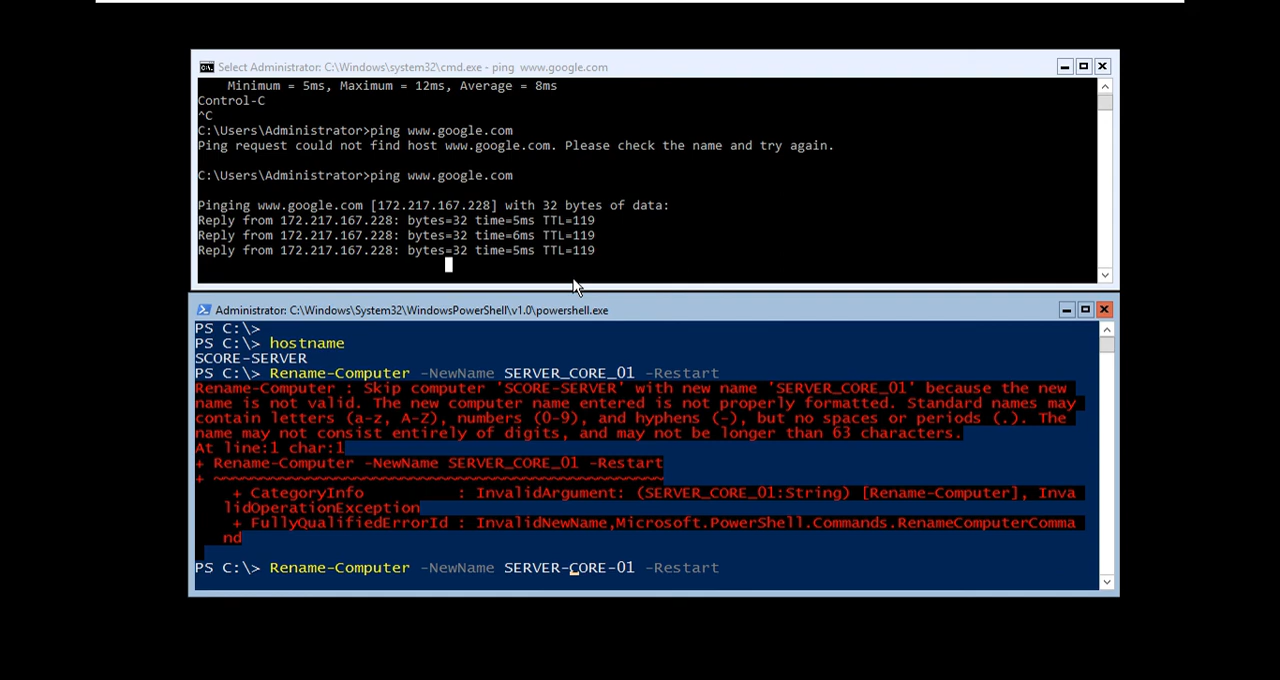 Select Administrator: C:\Windows\system32\cmd.exe - ping  www.google.com
Minimum = 5ms, Maximum = 12ms, Average = 8ms
Control-C
^C
C:\Users\Administrator>ping www.google.com
Ping request could not find host www.google.com. Please check the name and try again.
C:\Users\Administrator>ping www.google.com
Pinging www.google.com [172.217.167.228] with 32 bytes of data:
Reply from 172.217.167.228: bytes=32 time=5ms TTL=119
Reply from 172.217.167.228: bytes=32 time=6ms TTL=119
Reply from 172.217.167.228: bytes=32 time=5ms TTL=119
Administrator: C:\Windows\System32\WindowsPowerShell\v1.0\powershell.exe
PS C:\>
PS C:\> hostname
SCORE-SERVER
PS C:\> Rename-Computer -NewName SERVER_CORE_01 -Restart
Rename-Computer : Skip computer 'SCORE-SERVER' with new name 'SERVER_CORE_01' because the new
name is not valid. The new computer name entered is not properly formatted. Standard names may
contain letters (a-z, A-Z), numbers (0-9), and hyphens (-), but no spaces or periods (.). The
name may not consist entirely of digits, and may not be longer than 63 characters.
At line:1 char:1
+ Rename-Computer -NewName SERVER_CORE_01 -Restart
+ ~~~~~~~~~~~~~~~~~~~~~~~~~~~~~~~~~~~~~~~~~~~~~~~~
+ CategoryInfo          : InvalidArgument: (SERVER_CORE_01:String) [Rename-Computer], Inva
lidOperationException
+ FullyQualifiedErrorId : InvalidNewName,Microsoft.PowerShell.Commands.RenameComputerComma
nd
PS C:\> Rename-Computer -NewName SERVER-CORE-01 -Restart